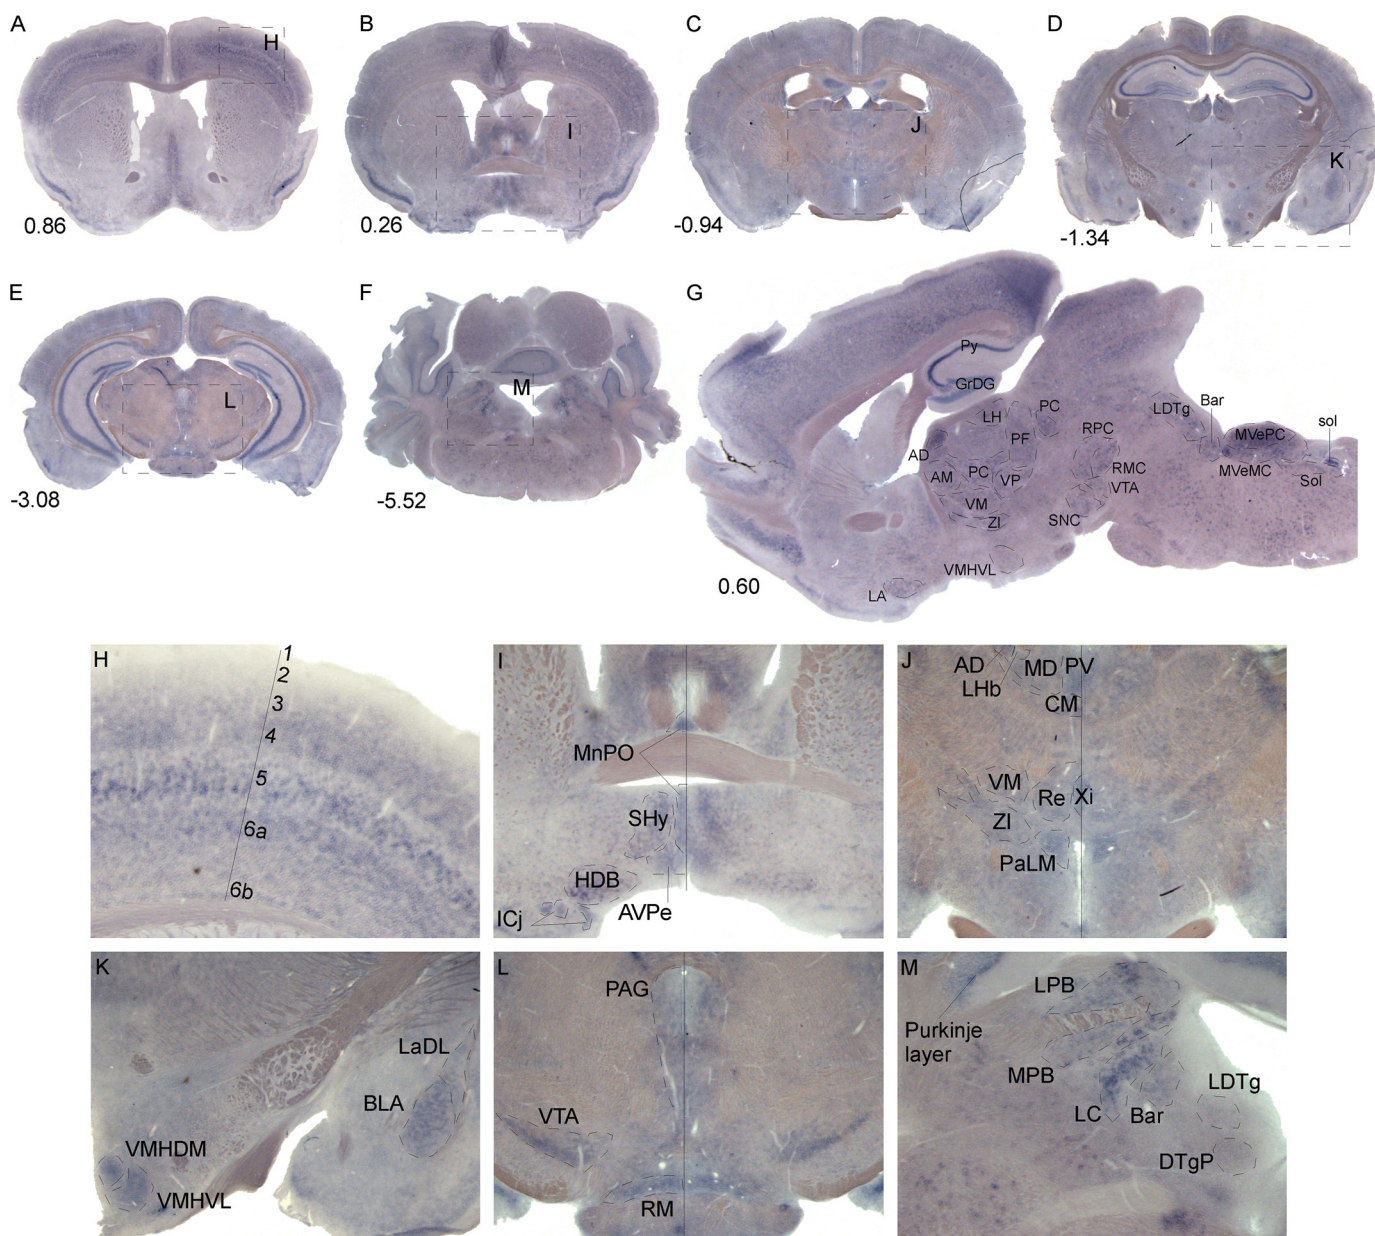 A
H
0.86
B
I
0.26
C
J
-0.94
D
K
-1.34
E
L
-3.08
F
M
-5.52
G
Py
GrDG
LH
PC
PF
AD
AM
PC
VP
VM
ZI
RPC
RMC
VTA
SNC
VMHVL
LA
LDTg
Bar
MVePC
sol
MVeMC
Sol
0.60
H
1
2
3
4
5
6a
6b
I
MnPO
SHy
HDB
ICj
AVPe
J
AD
MD
PV
LHb
CM
VM
Re
Xi
ZI
PaLM
K
LaDL
BLA
VMHDM
VMHVL
L
PAG
VTA
RM
M
LPB
Purkinje
layer
MPB
LDTg
LC
Bar
DTgP